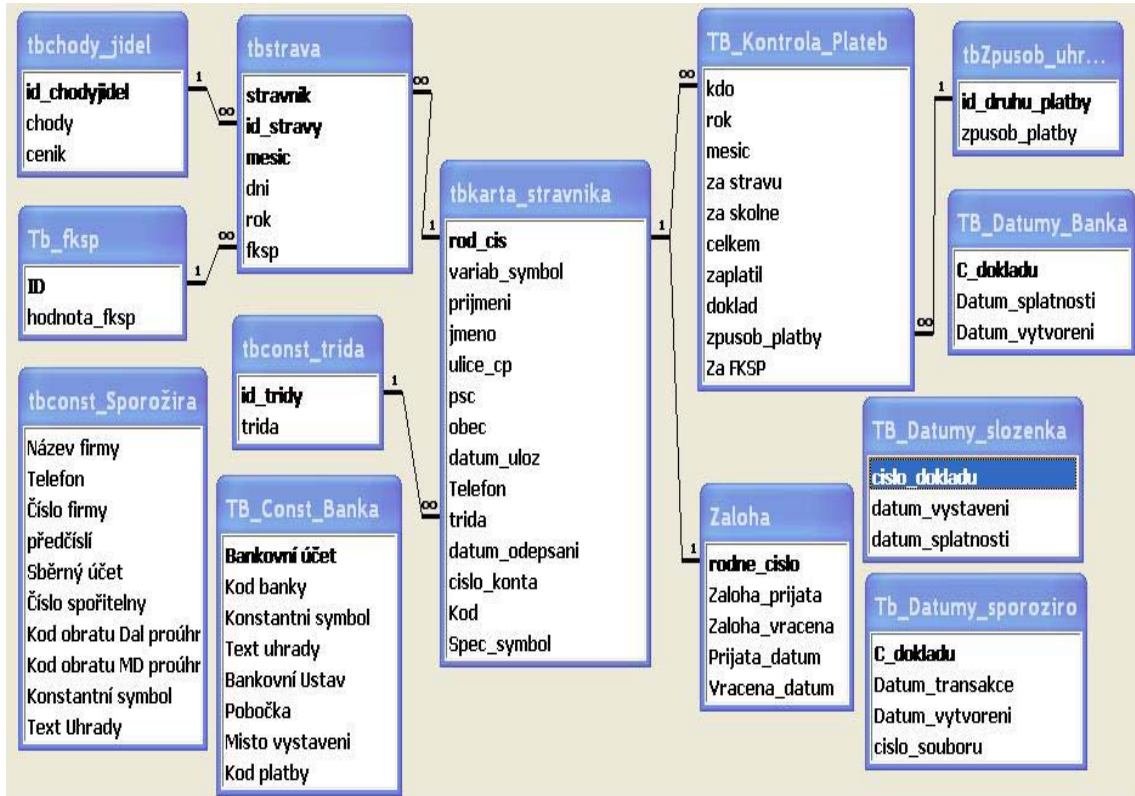 tbchody_jidel
id_chodyjidel
chody
cenik
tbstrava
stravnik
id_stravy
mesic
dni
rok
fksp
Tb_fksp
ID
hodnota_fksp
tbconst_trida
id_tridy
trida
tbconst_Sporožira
Název firmy
Telefon
Číslo firmy
předčíslí
Sběrný účet
Číslo spořitelny
Kod obratu Dal proúhr
Kod obratu MD proúhr
Konstantní symbol
Text Uhrady
TB_Const_Banka
Bankovní účet
Kod banky
Konstantni symbol
Text uhrady
Bankovní Ustav
Pobočka
Misto vystaveni
Kod platby
tbkarta_stravnika
rod_cis
variab_symbol
prijmeni
jmeno
ulice_cp
psc
obec
datum_uloz
Telefon
trida
datum_odepsani
cislo_konta
Kod
Spec_symbol
TB_Kontrola_Plateb
kdo
rok
mesic
za stravu
za skolne
celkem
zaplatil
doklad
zpusob_platby
Za FKSP
tbZpusob_uhr...
id_druhu_platby
zpusob_platby
TB_Datumy_Banka
C_dokladu
Datum_splatnosti
Datum_vytvoreni
TB_Datumy_slozenka
cislo_dokladu
datum_vystaveni
datum_splatnosti
Zaloha
rodne_cislo
Zaloha_prijata
Zaloha_vracena
Prijata_datum
Vracena_datum
Tb_Datumy_sporoziro
C_dokladu
Datum_transakce
Datum_vytvoreni
cislo_souboru
1
∞
1
∞
∞
1
1
∞
∞
1
1
1
∞